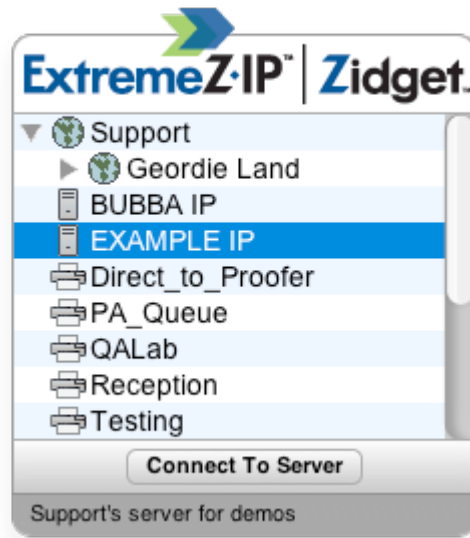 ExtremeZ·IP™ Zidget
Support
Geordie Land
BUBBA IP
EXAMPLE IP
Direct_to_Proofer
PA_Queue
QALab
Reception
Testing
Connect To Server
Support's server for demos